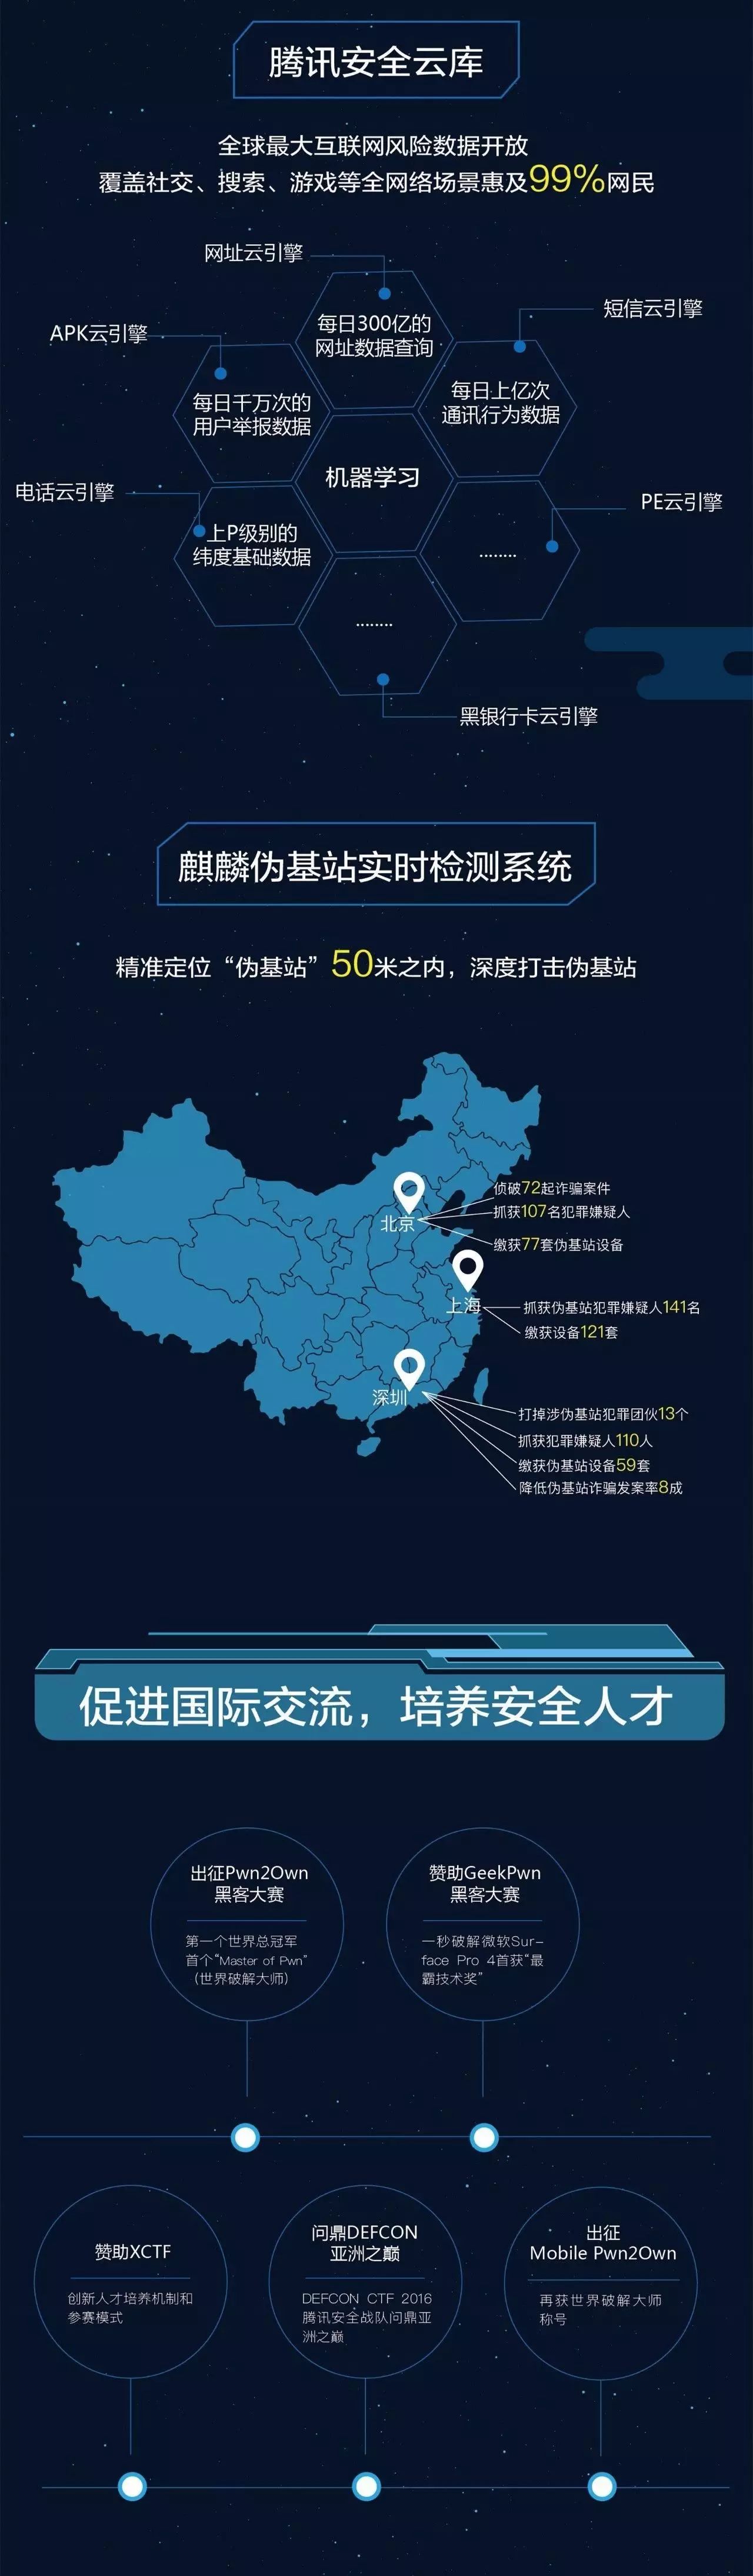 腾讯安全云库
全球最大互联网风险数据开放
覆盖社交、搜索、游戏等全网络场景惠及99%网民
网址云引擎
短信云引擎
APK云引擎
每日300亿的
网址数据查询
每日千万次的
用户举报数据
每日上亿次
通讯行为数据
机器学习
电话云引擎
PE云引擎
上P级别的
纬度基础数据
........
........
黑银行卡云引擎
麒麟伪基站实时检测系统
精准定位“伪基站”50米之内，深度打击伪基站
北京
侦破72起诈骗案件
抓获107名犯罪嫌疑人
缴获77套伪基站设备
上海
抓获伪基站犯罪嫌疑人141名
缴获设备121套
深圳
打掉涉伪基站犯罪团伙13个
抓获犯罪嫌疑人110人
缴获伪基站设备59套
降低伪基站诈骗发案率8成
促进国际交流，培养安全人才
出征Pwn2Own
黑客大赛
第一个世界总冠军
首个“Master of Pwn”
（世界破解大师）
赞助GeekPwn
黑客大赛
一秒破解微软Sur-
face Pro 4首获“最
霸技术奖”
赞助XCTF
创新人才培养机制和
参赛模式
问鼎DEFCON
亚洲之巅
DEFCON CTF 2016
腾讯安全战队问鼎亚
洲之巅
出征
Mobile Pwn2Own
再获世界破解大师
称号